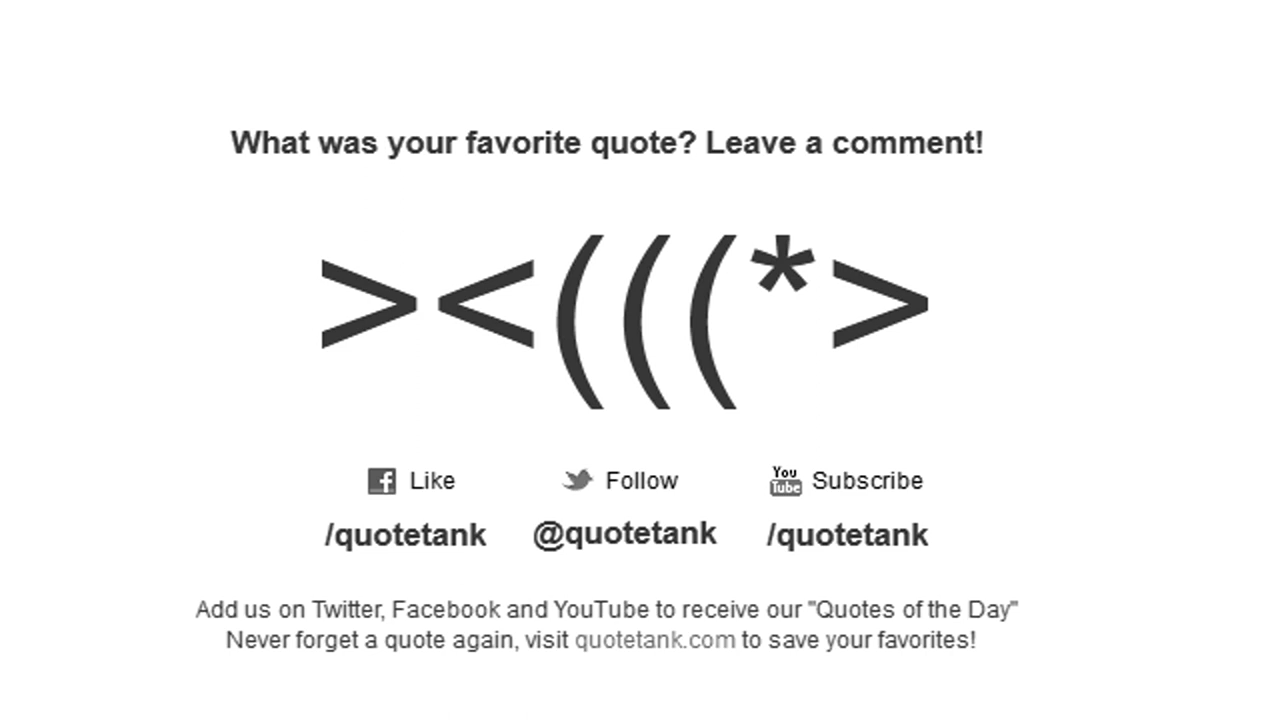 What was your favorite quote? Leave a comment!
><(((*>
Like Follow You Tube Subscribe
/quotetank @quotetank /quotetank
Add us on Twitter, Facebook and YouTube to receive our "Quotes of the Day"
Never forget a quote again, visit quotetank.com to save your favorites!